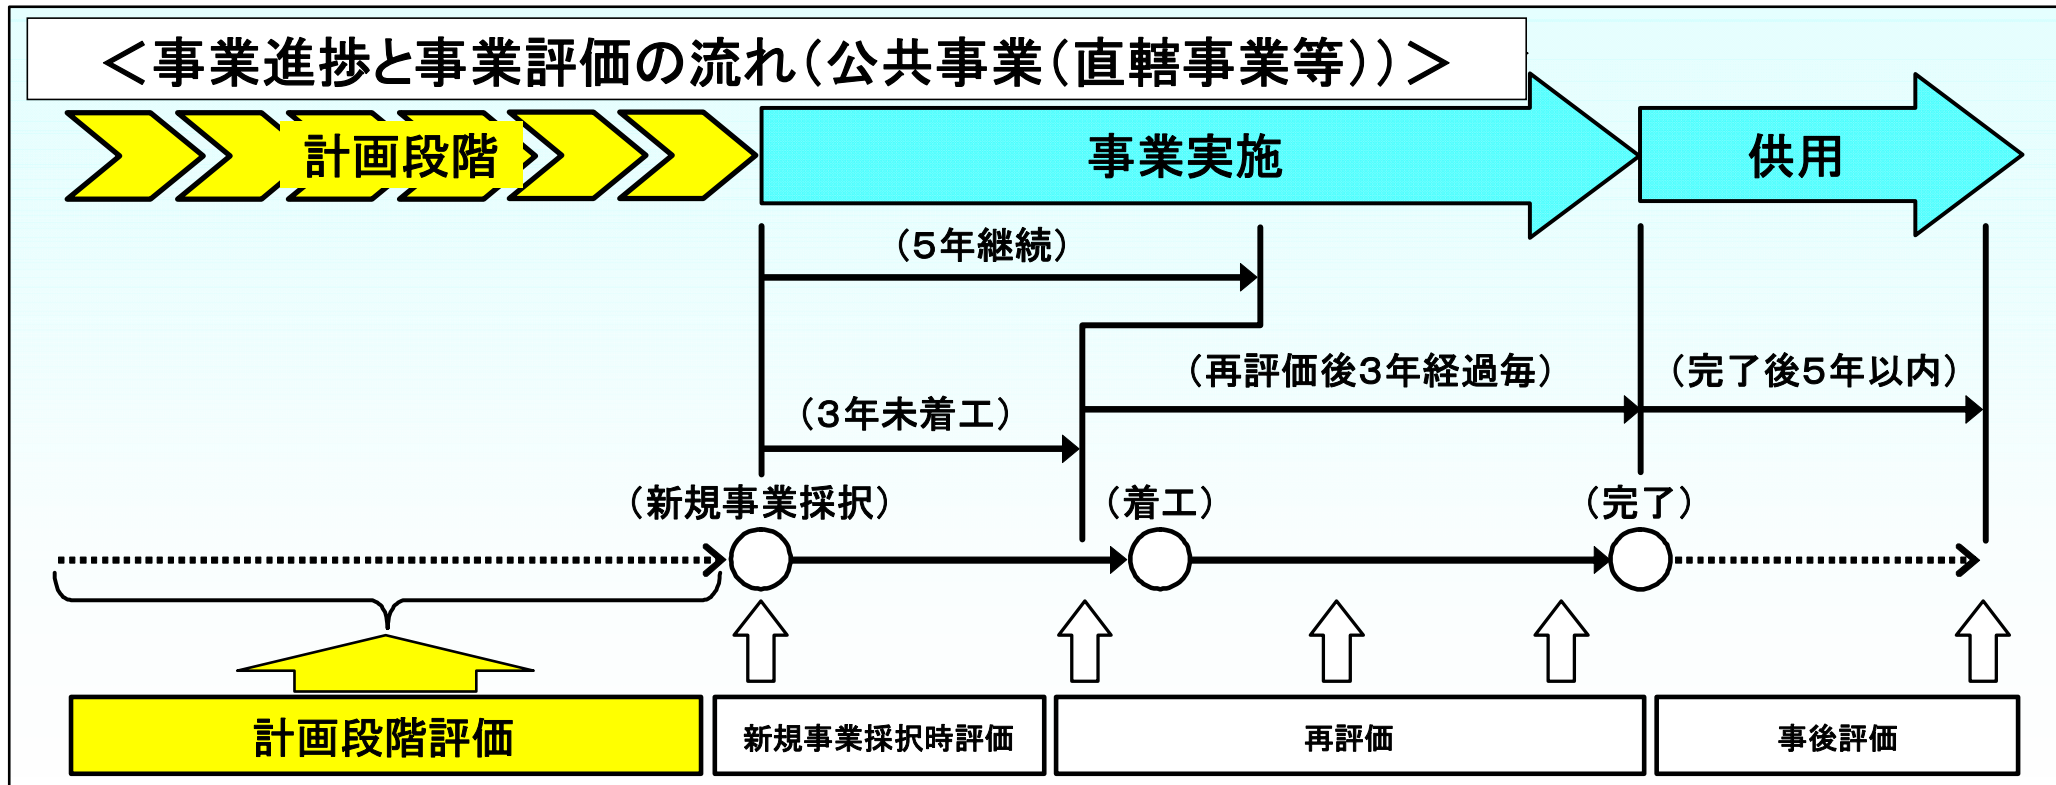 ＜事業進捗と事業評価の流れ（公共事業（直轄事業等））＞
計画段階
事業実施
供用
（５年継続）
（再評価後３年経過毎）
（完了後５年以内）
（３年未着工）
（新規事業採択）
（着工）
（完了）
計画段階評価
新規事業採択時評価
再評価
事後評価